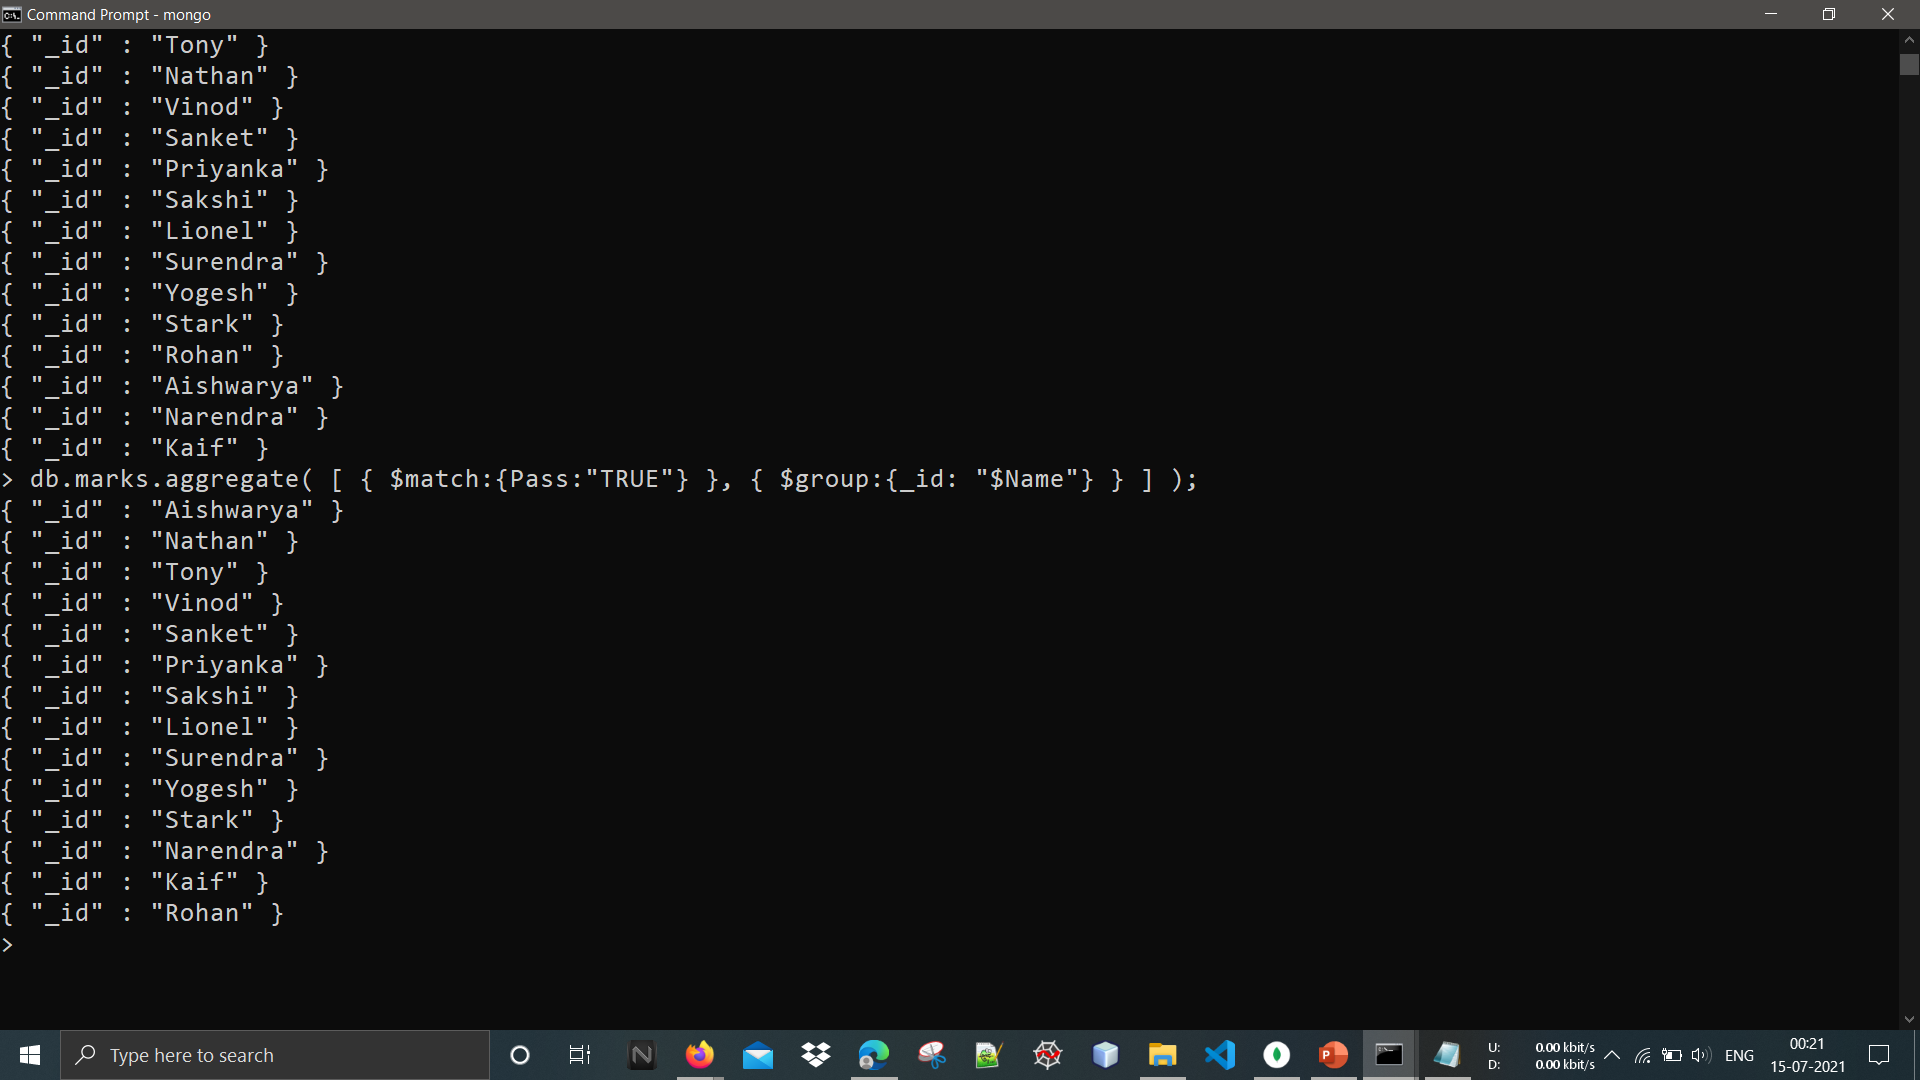 Command Prompt - mongo
{ "_id" : "Tony" }
{ "_id" : "Nathan" }
{ "_id" : "Vinod" }
{ "_id" : "Sanket" }
{ "_id" : "Priyanka" }
{ "_id" : "Sakshi" }
{ "_id" : "Lionel" }
{ "_id" : "Surendra" }
{ "_id" : "Yogesh" }
{ "_id" : "Stark" }
{ "_id" : "Rohan" }
{ "_id" : "Aishwarya" }
{ "_id" : "Narendra" }
{ "_id" : "Kaif" }
> db.marks.aggregate( [ { $match:{Pass:"TRUE"} }, { $group:{_id: "$Name"} } ] );
{ "_id" : "Aishwarya" }
{ "_id" : "Nathan" }
{ "_id" : "Tony" }
{ "_id" : "Vinod" }
{ "_id" : "Sanket" }
{ "_id" : "Priyanka" }
{ "_id" : "Sakshi" }
{ "_id" : "Lionel" }
{ "_id" : "Surendra" }
{ "_id" : "Yogesh" }
{ "_id" : "Stark" }
{ "_id" : "Narendra" }
{ "_id" : "Kaif" }
{ "_id" : "Rohan" }
>
Type here to search
U: 0.00 kbit/s
D: 0.00 kbit/s
ENG
00:21
15-07-2021